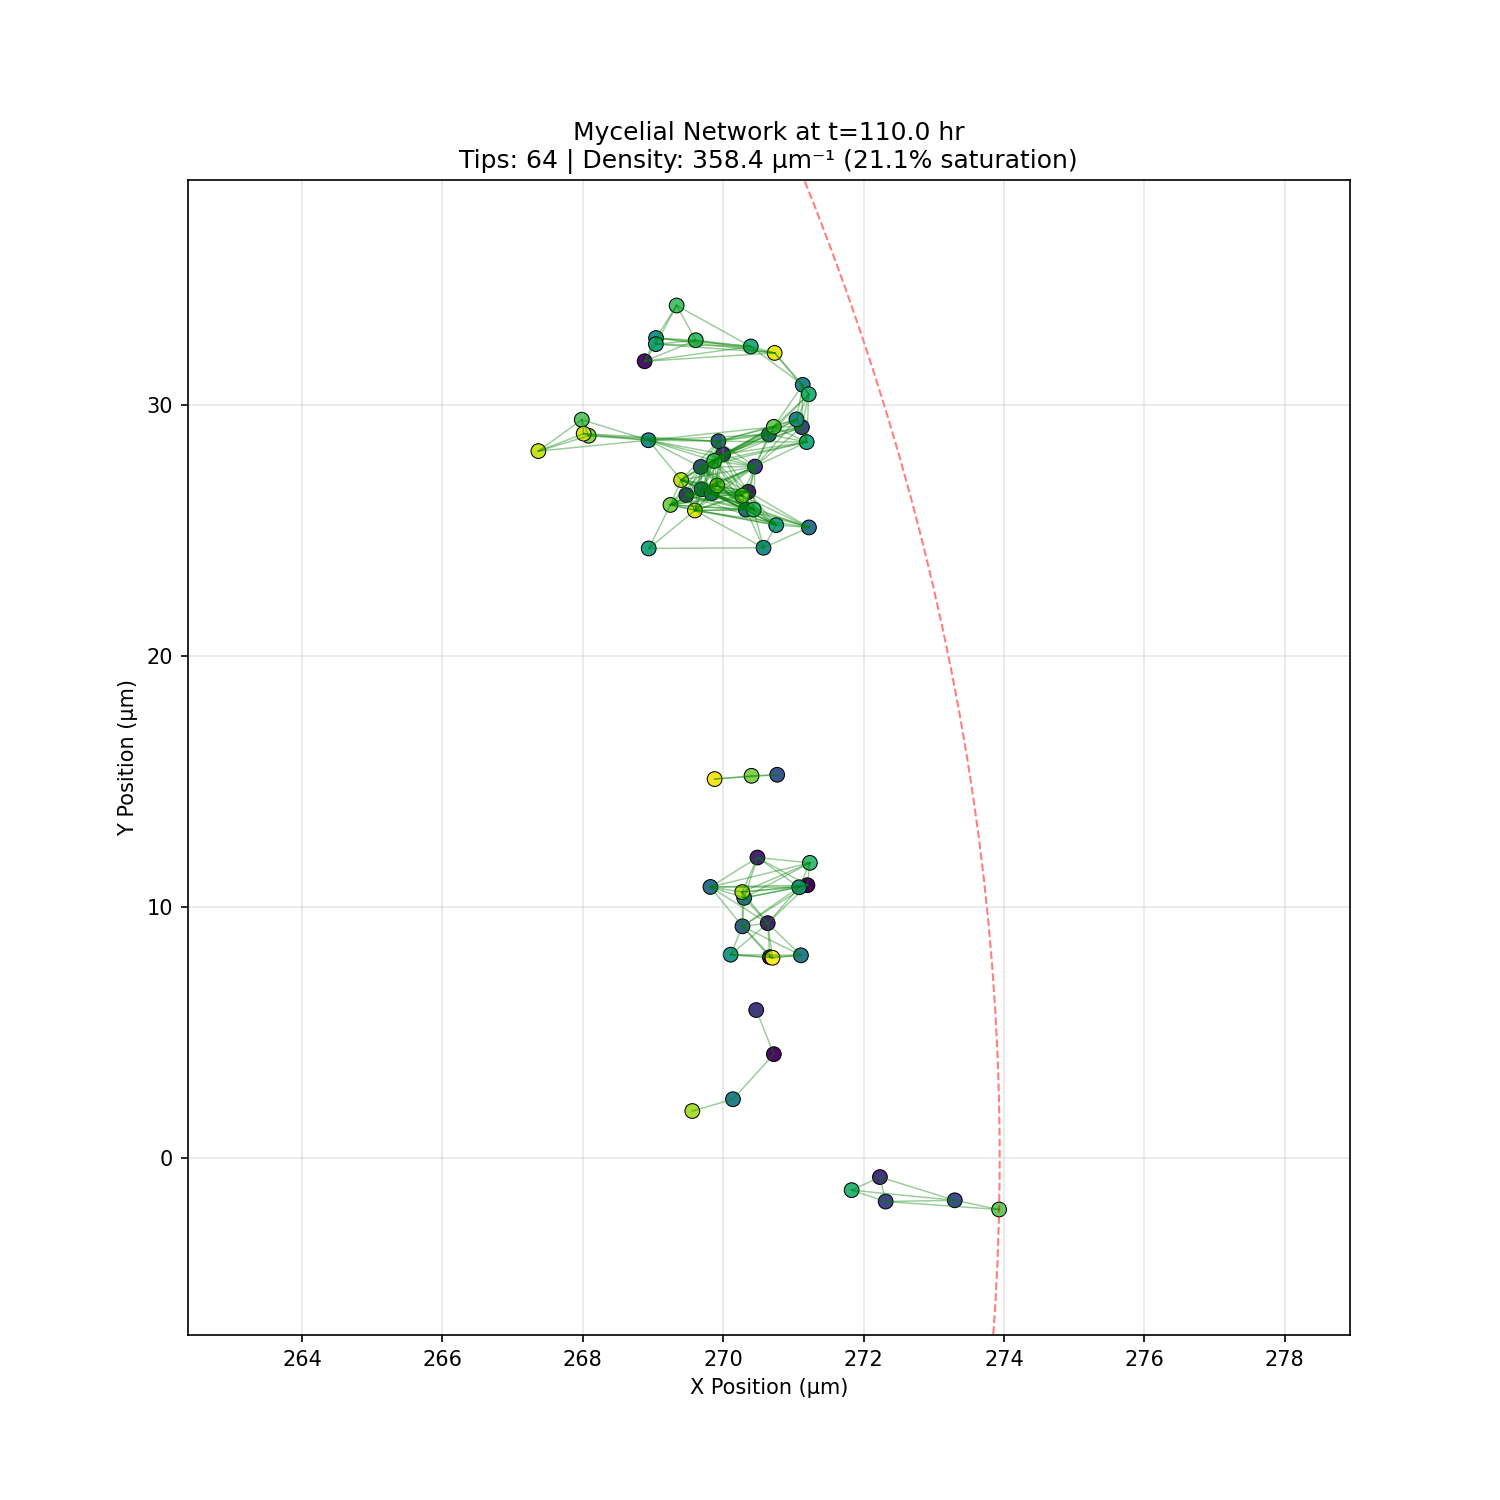 Mycelial Network at t=110.0 hr
Tips: 64 | Density: 358.4 μm⁻¹ (21.1% saturation)
30
20
10
0
Y Position (μm)
264 266 268 270 272 274 276 278
X Position (μm)